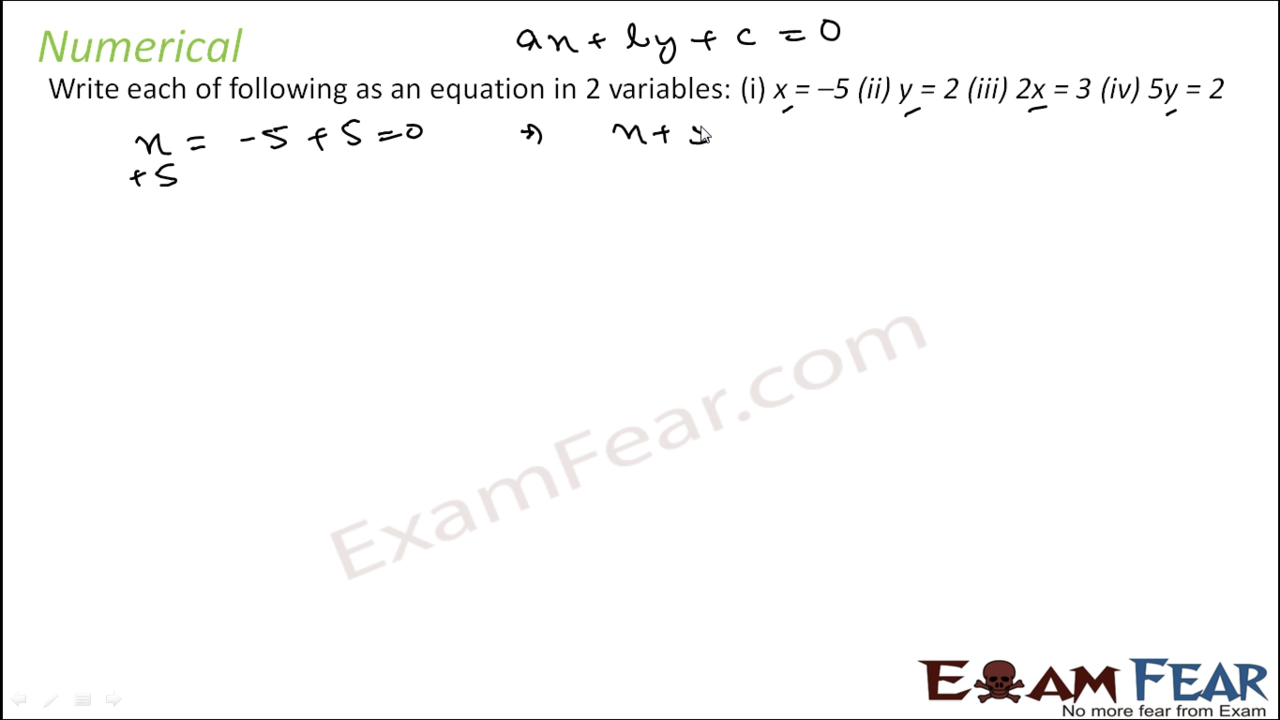 Numerical
ax + by + c = 0
Write each of following as an equation in 2 variables: (i) x = –5 (ii) y = 2 (iii) 2x = 3 (iv) 5y = 2
x = -5 + 5 = 0 ⇒ x + 5
+5
ExamFear.com
EXAM FEAR
No more fear from Exam